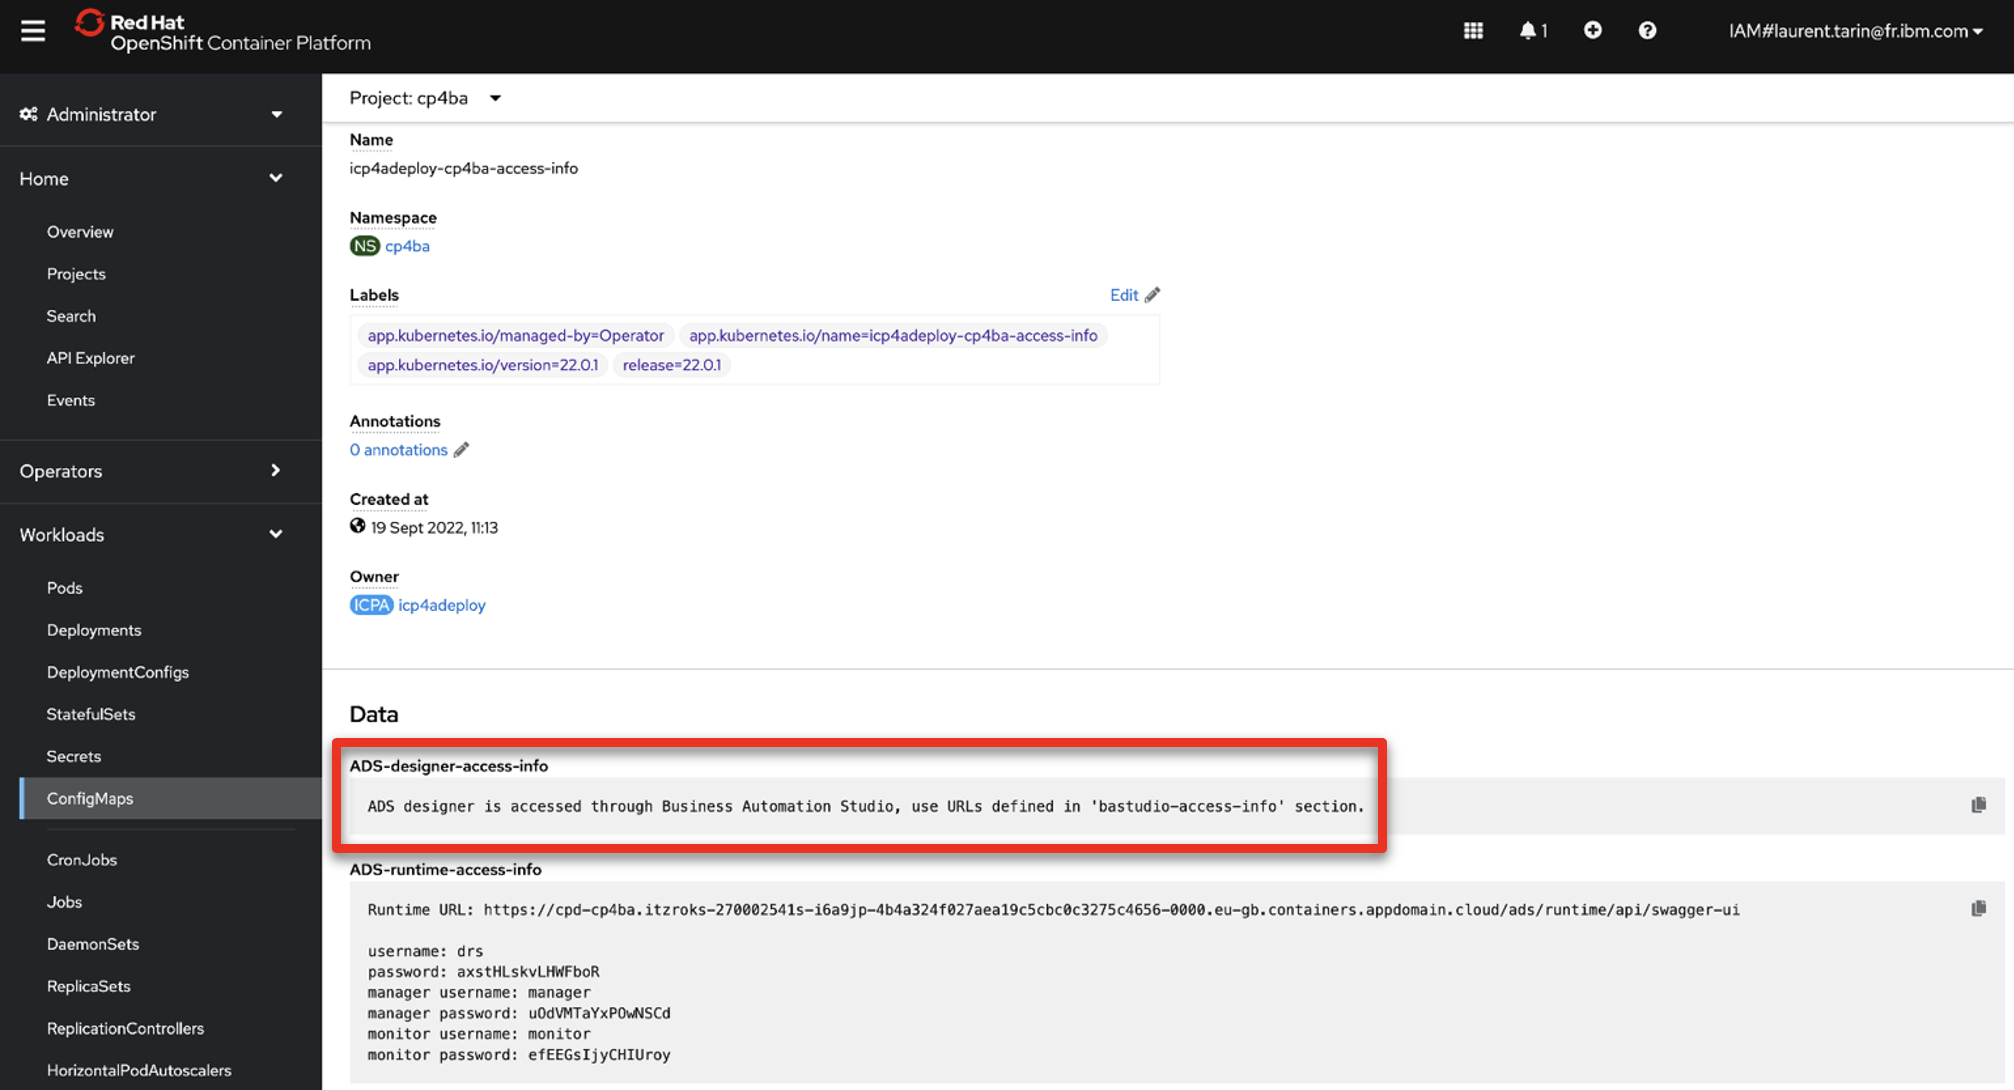 Red Hat
OpenShift Container Platform
1
IAM#laurent.tarin@fr.ibm.com
Administrator
Home
Overview
Projects
Search
API Explorer
Events
Operators
Workloads
Pods
Deployments
DeploymentConfigs
StatefulSets
Secrets
ConfigMaps
CronJobs
Jobs
DaemonSets
ReplicaSets
ReplicationControllers
HorizontalPodAutoscalers
Project: cp4ba
Name
icp4adeploy-cp4ba-access-info
Namespace
NS cp4ba
Labels
Edit
app.kubernetes.io/managed-by=Operator app.kubernetes.io/name=icp4adeploy-cp4ba-access-info
app.kubernetes.io/version=22.0.1 release=22.0.1
Annotations
0 annotations
Created at
19 Sept 2022, 11:13
Owner
ICPA icp4adeploy
Data
ADS-designer-access-info
ADS designer is accessed through Business Automation Studio, use URLs defined in 'bastudio-access-info' section.
ADS-runtime-access-info
Runtime URL: https://cpd-cp4ba.itzroks-270002541s-i6a9jp-4b4a324f027aea19c5cbc0c3275c4656-0000.eu-gb.containers.appdomain.cloud/ads/runtime/api/swagger-ui
username: drs
password: axstHLskvLHWFboR
manager username: manager
manager password: uOdVMTaYxPOwNSCd
monitor username: monitor
monitor password: efEEGsIjyCHIUroy